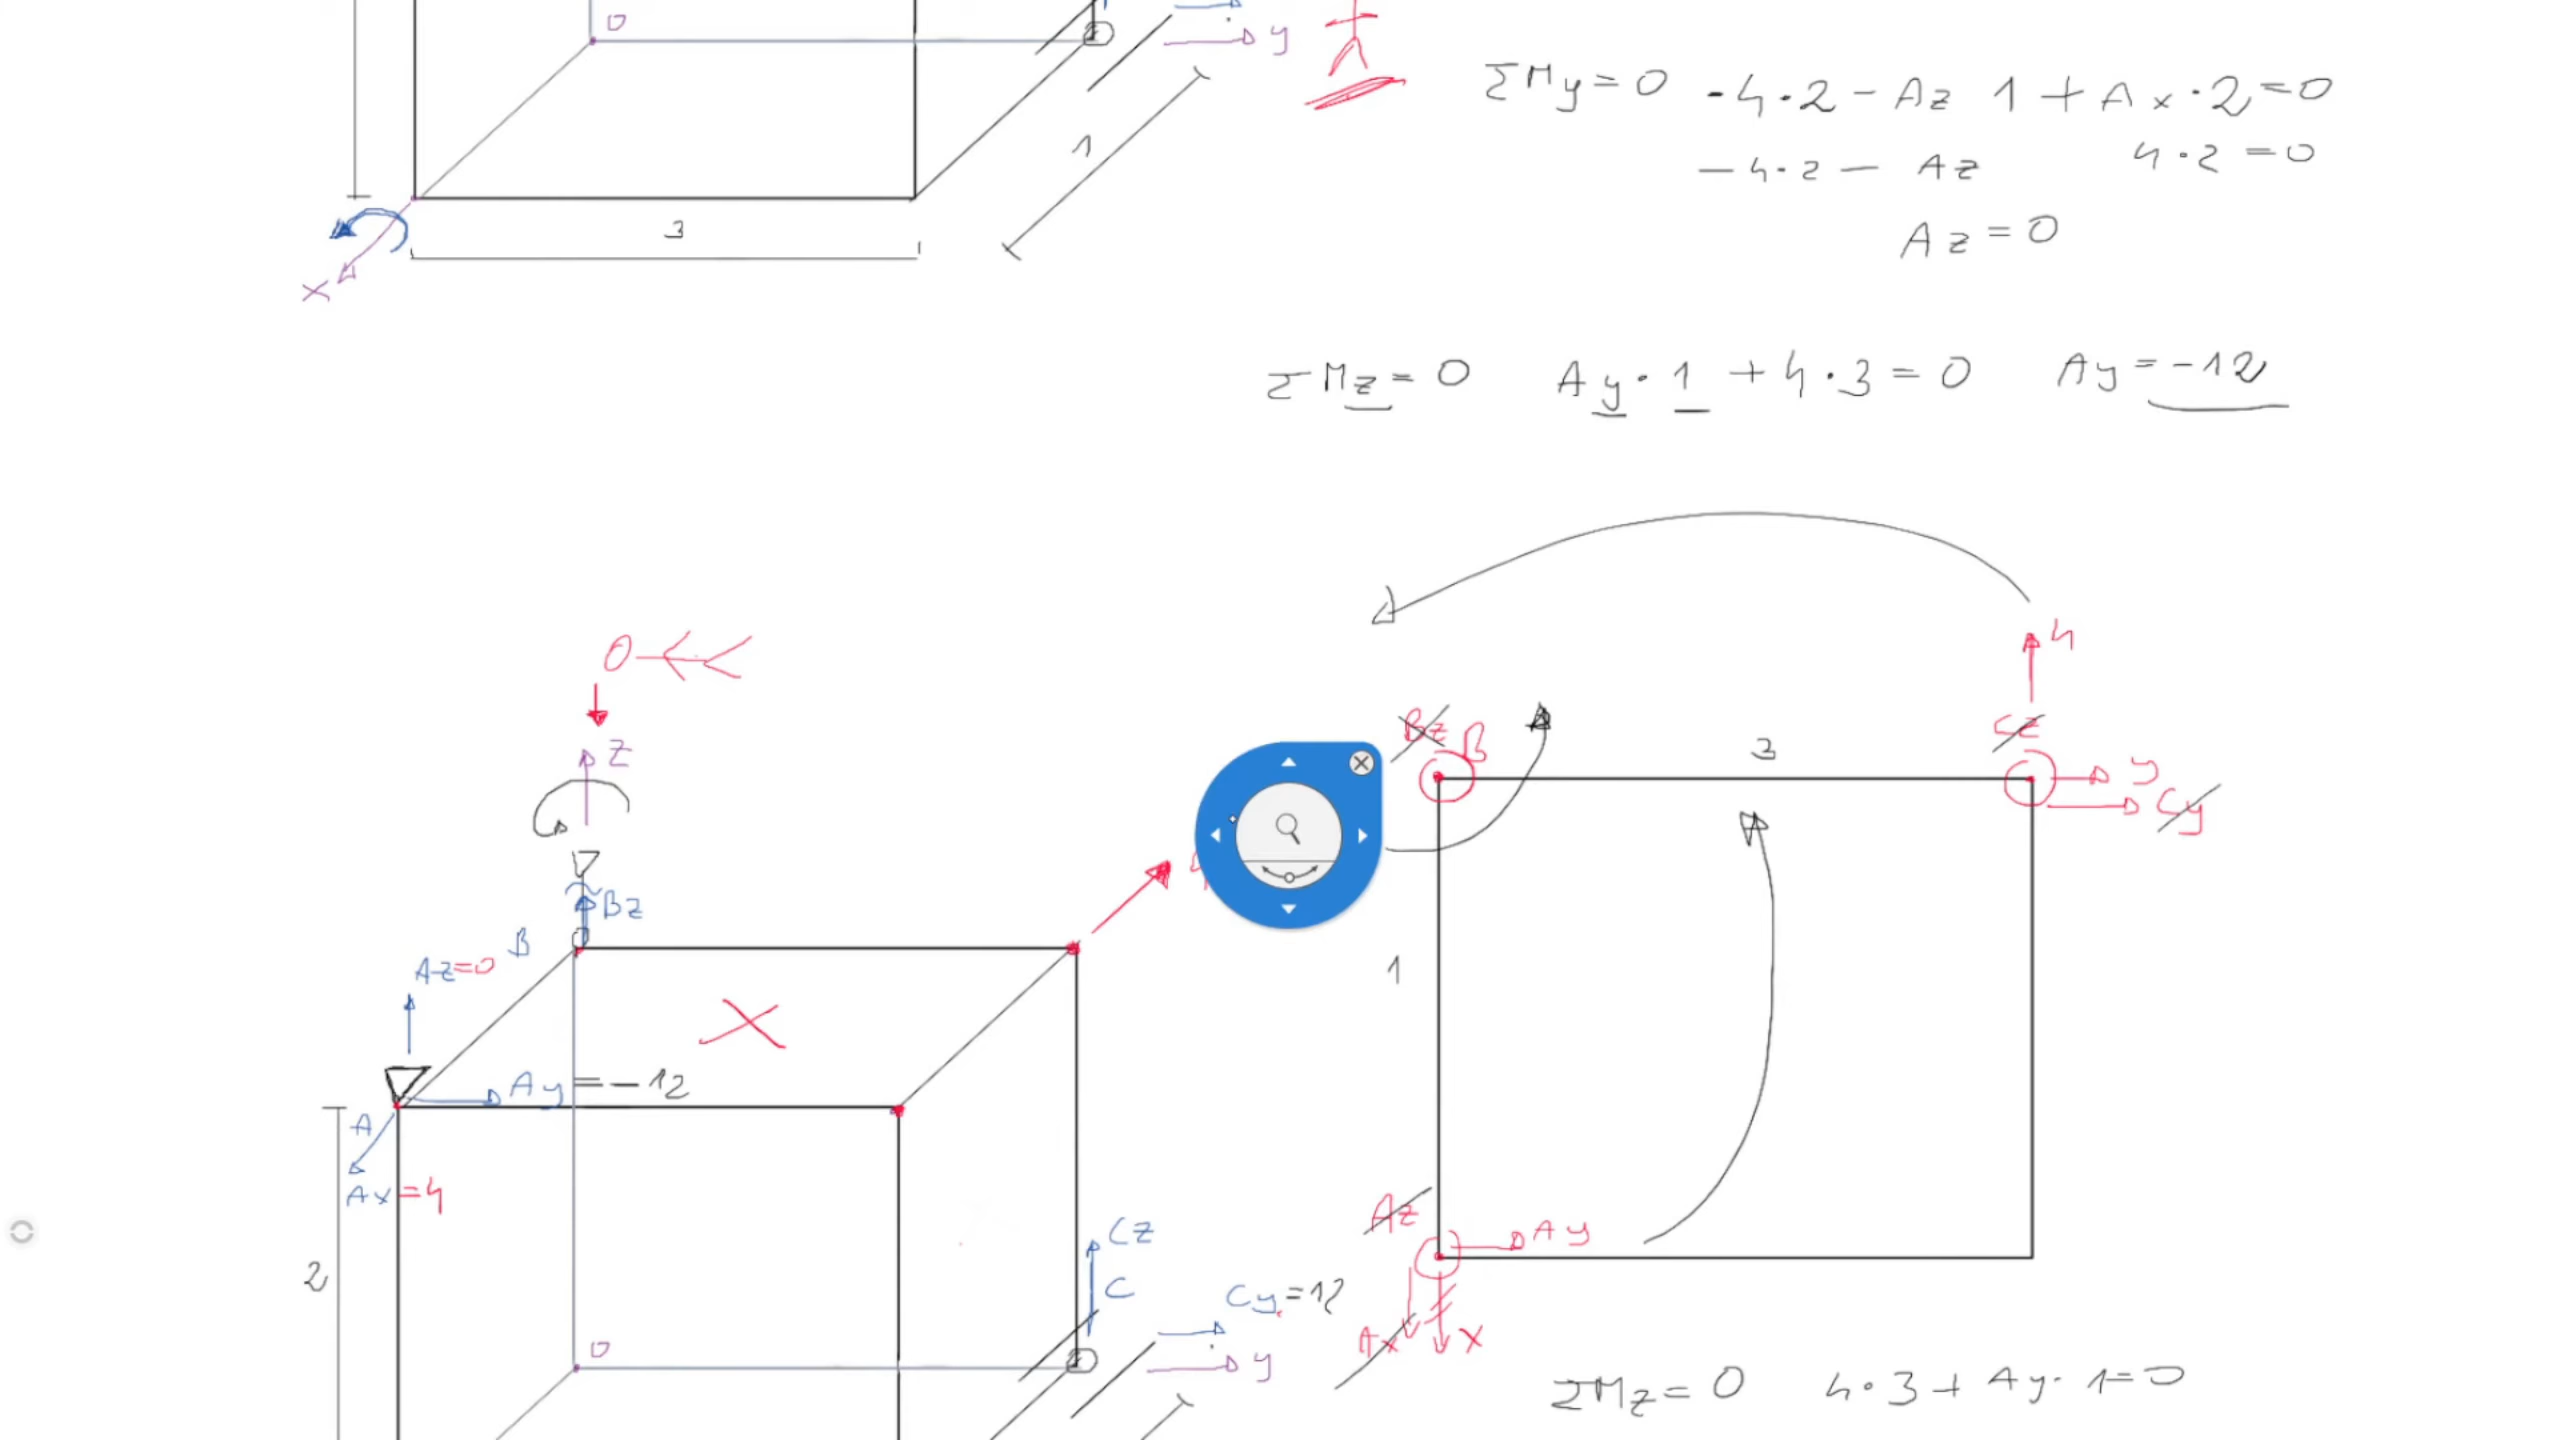 O
y
ΣMy=0 -4·2-Az 1+Ax·2=0
-4·2- Az 4·2=0
Az=0
1
3
x
ΣMz=0 Ay·1+4·3=0 Ay=-12
O
z
Bz
B
Az=0
Ay=-12
A
Ax=4
2
O
Cz
C
Cy=12
y
4
Cz
Bz B
3
y
Cy
1
Az
Ay
Ax
x
ΣMz=0 4·3+Ay·1=0